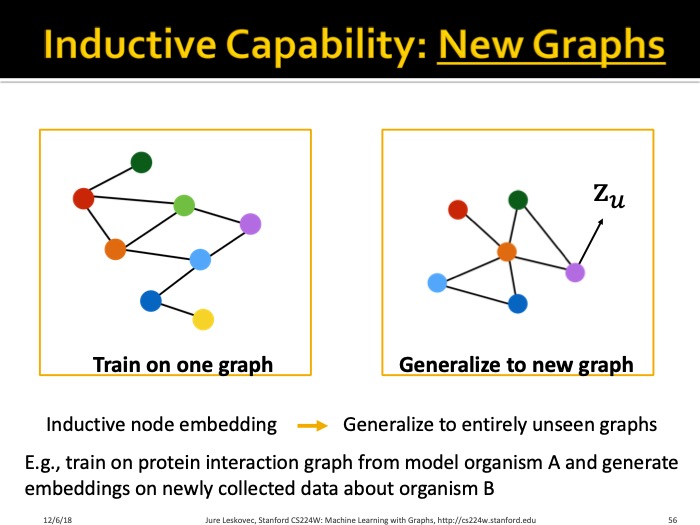 Inductive Capability: New Graphs
z_u
Train on one graph
Generalize to new graph
Inductive node embedding
Generalize to entirely unseen graphs
E.g., train on protein interaction graph from model organism A and generate
embeddings on newly collected data about organism B
12/6/18
Jure Leskovec, Stanford CS224W: Machine Learning with Graphs, http://cs224w.stanford.edu
56